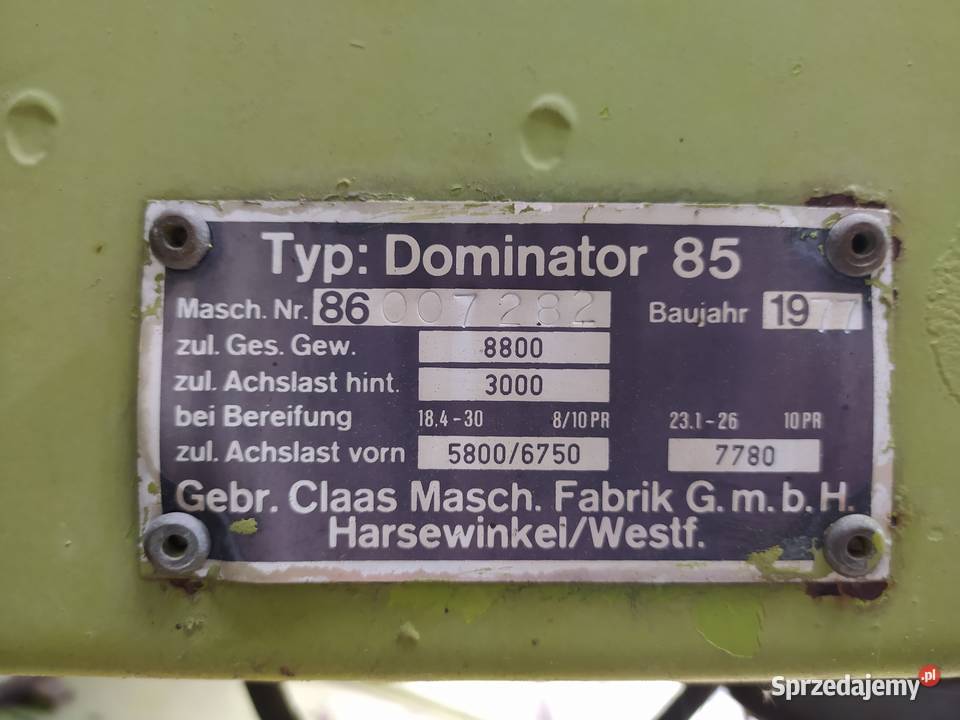 Typ: Dominator 85
Masch. Nr. 86 007282 Baujahr 1977
zul. Ges. Gew. 8800
zul. Achslast hint. 3000
bei Bereifung 18.4-30 8/10 PR 23.1-26 10 PR
zul. Achslast vorn 5800/6750 7780
Gebr. Claas Masch. Fabrik G.m.b.H.
Harsewinkel/Westf.
Sprzedajemy.pl